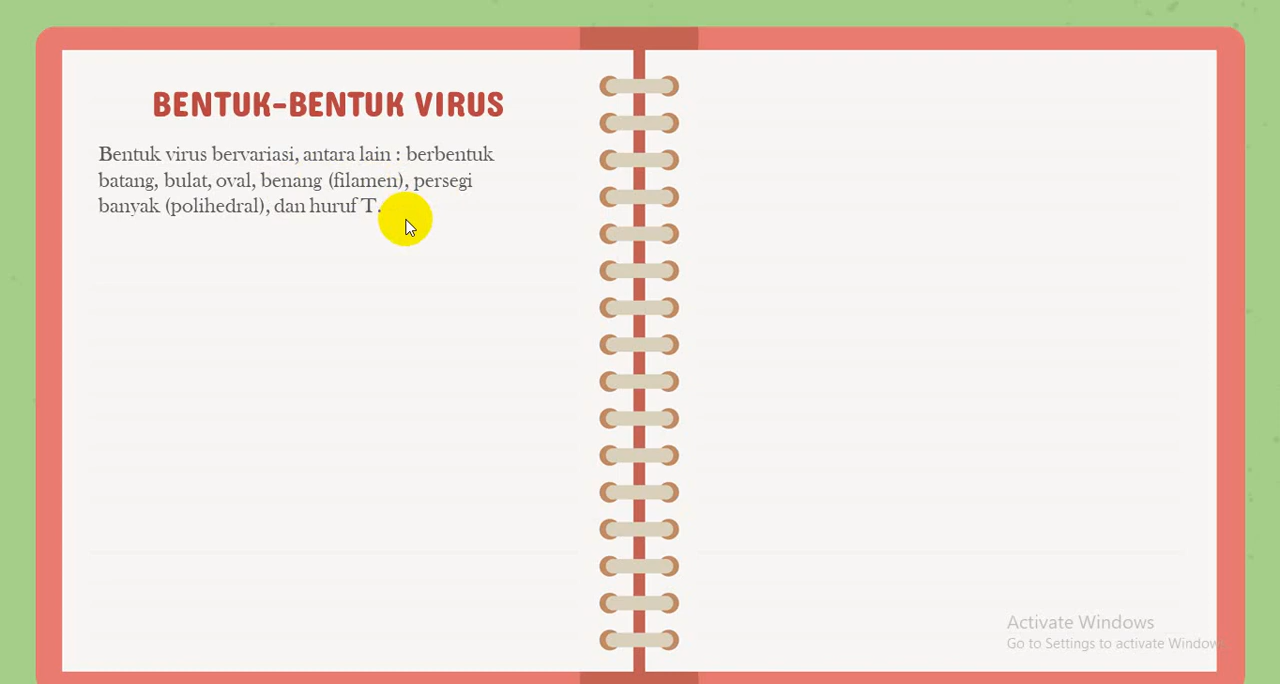 BENTUK-BENTUK VIRUS
Bentuk virus bervariasi, antara lain : berbentuk
batang, bulat, oval, benang (filamen), persegi
banyak (polihedral), dan huruf T.
Activate Windows
Go to Settings to activate Windows.